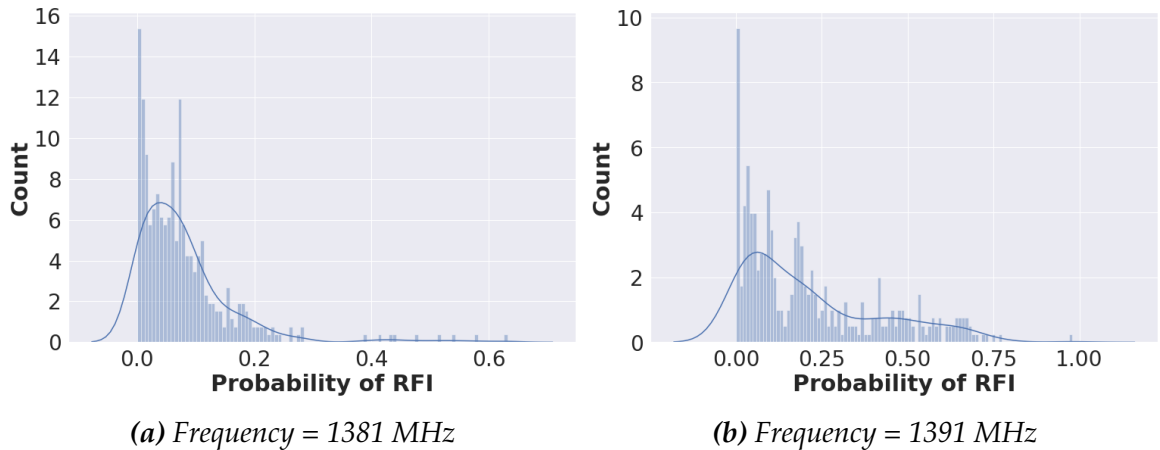 16
14
12
10
8
6
4
2
0
Count
0.0 0.2 0.4 0.6
Probability of RFI
(a) Frequency = 1381 MHz
10
8
6
4
2
0
Count
0.00 0.25 0.50 0.75 1.00
Probability of RFI
(b) Frequency = 1391 MHz